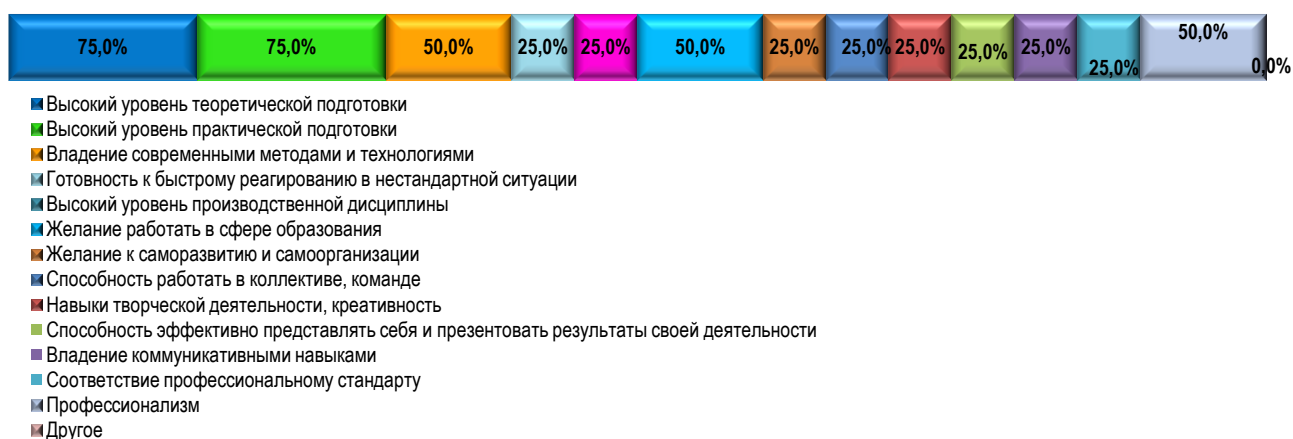 75,0% 75,0% 50,0% 25,0% 25,0% 50,0% 25,0% 25,0% 25,0% 25,0% 25,0% 25,0% 50,0% 0,0%
Высокий уровень теоретической подготовки
Высокий уровень практической подготовки
Владение современными методами и технологиями
Готовность к быстрому реагированию в нестандартной ситуации
Высокий уровень производственной дисциплины
Желание работать в сфере образования
Желание к саморазвитию и самоорганизации
Способность работать в коллективе, команде
Навыки творческой деятельности, креативность
Способность эффективно представлять себя и презентовать результаты своей деятельности
Владение коммуникативными навыками
Соответствие профессиональному стандарту
Профессионализм
Другое